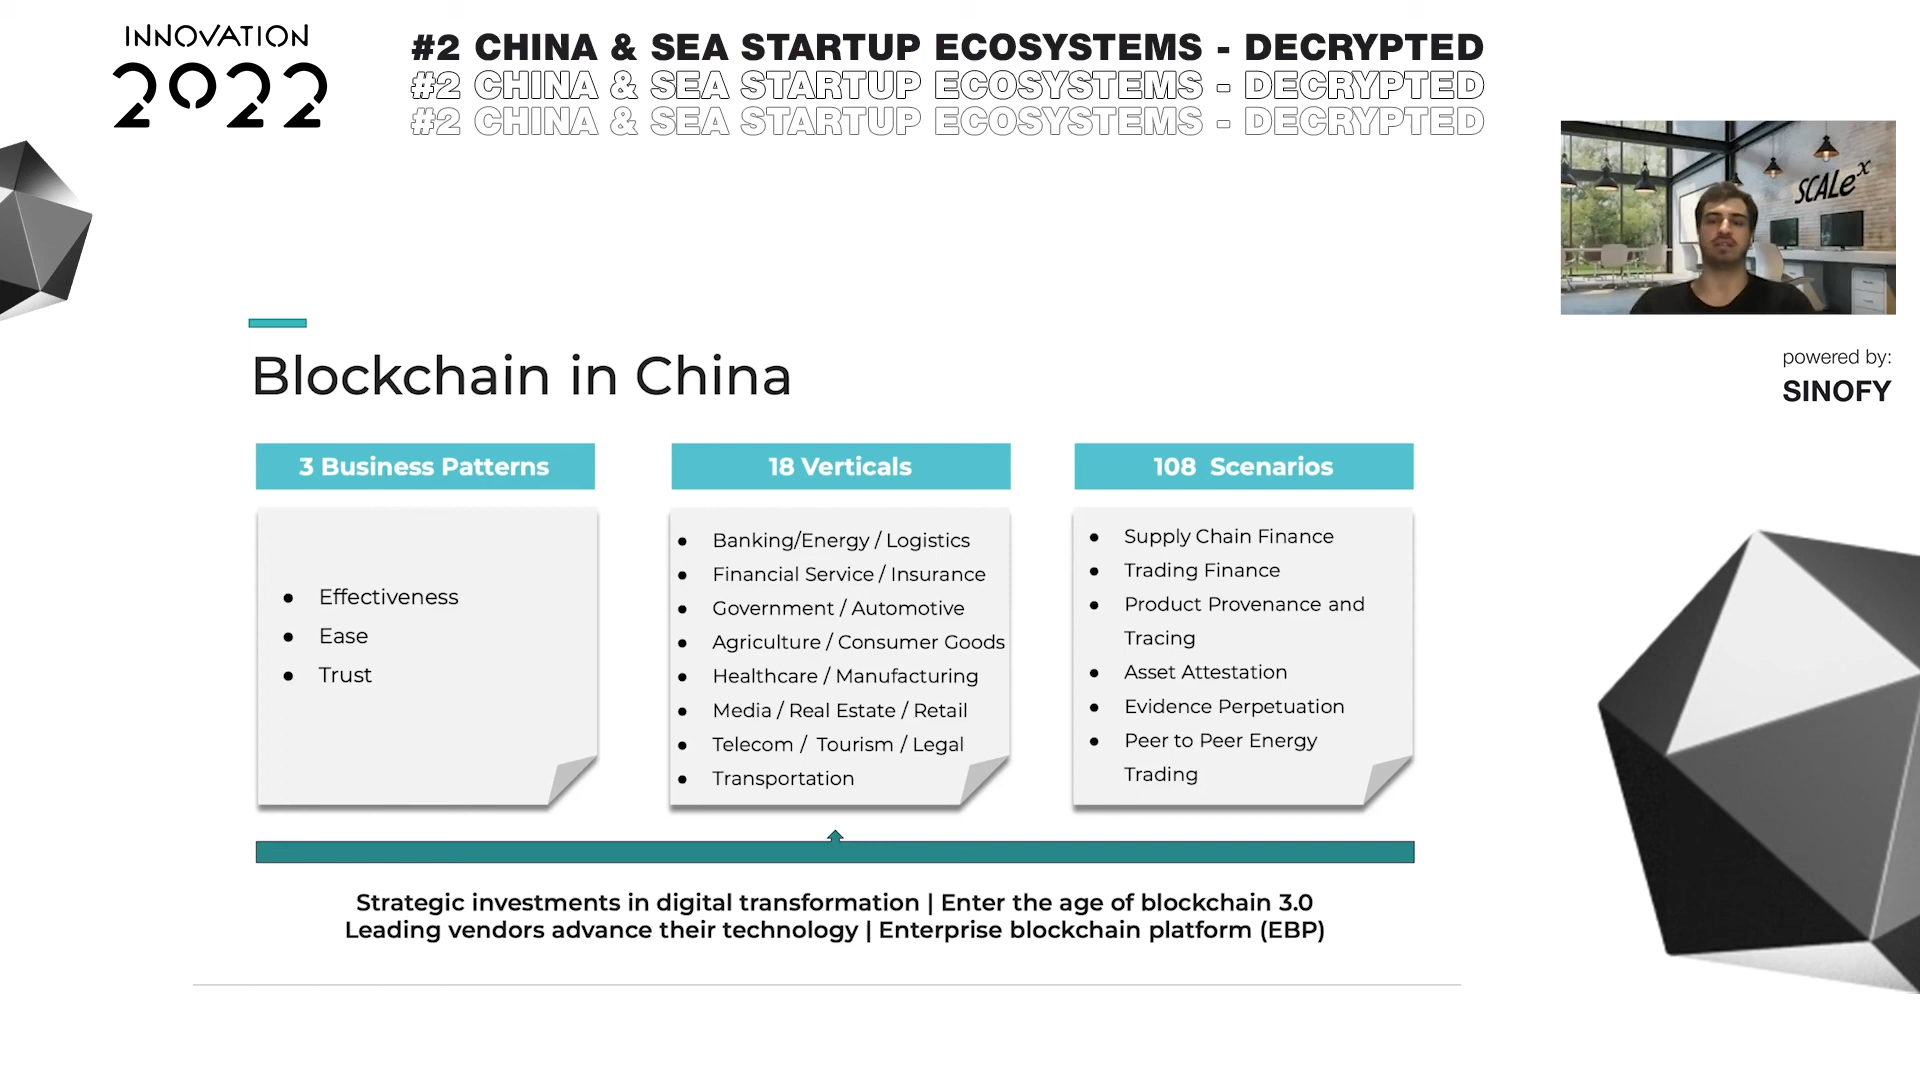 INNOVATION
2022
#2 CHINA & SEA STARTUP ECOSYSTEMS - DECRYPTED
#2 CHINA & SEA STARTUP ECOSYSTEMS - DECRYPTED
#2 CHINA & SEA STARTUP ECOSYSTEMS - DECRYPTED
SCALex
powered by:
SINOFY
Blockchain in China
3 Business Patterns
• Effectiveness
• Ease
• Trust
18 Verticals
• Banking/Energy / Logistics
• Financial Service / Insurance
• Government / Automotive
• Agriculture / Consumer Goods
• Healthcare / Manufacturing
• Media / Real Estate / Retail
• Telecom / Tourism / Legal
• Transportation
108 Scenarios
• Supply Chain Finance
• Trading Finance
• Product Provenance and
Tracing
• Asset Attestation
• Evidence Perpetuation
• Peer to Peer Energy
Trading
Strategic investments in digital transformation | Enter the age of blockchain 3.0
Leading vendors advance their technology | Enterprise blockchain platform (EBP)